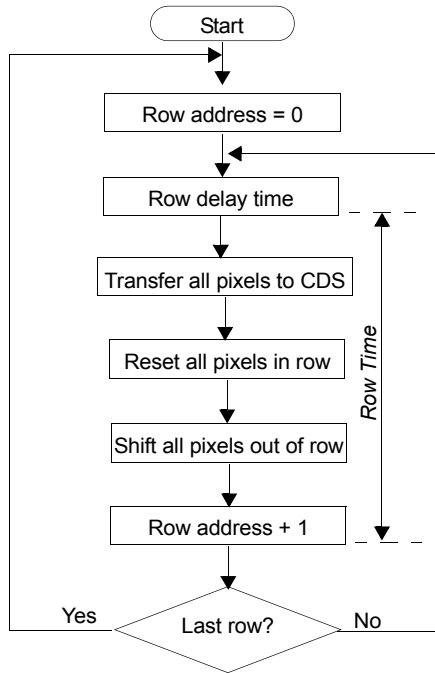 Start
Row address = 0
Row delay time
Transfer all pixels to CDS
Reset all pixels in row
Row Time
Shift all pixels out of row
Row address + 1
Yes
Last row?
No